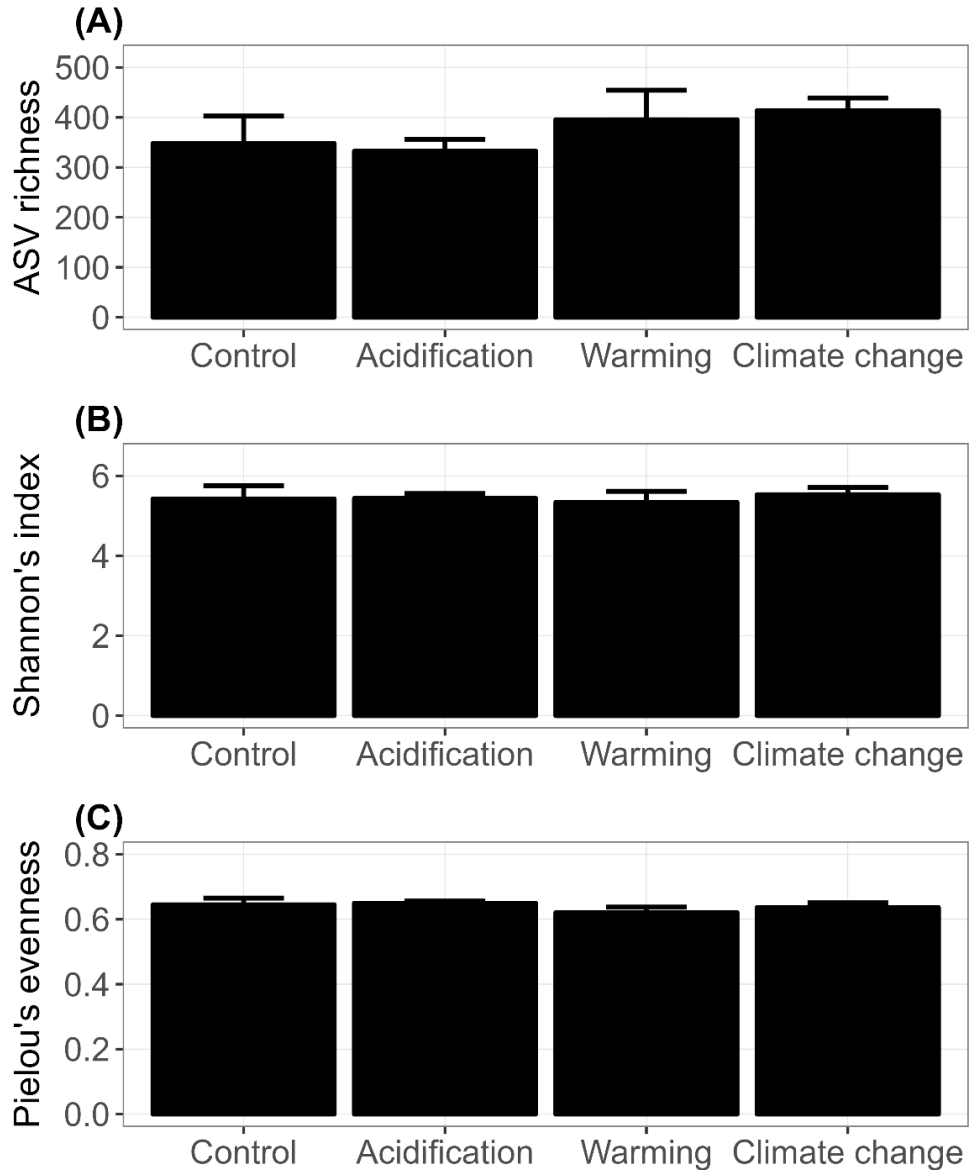 (A)
ASV richness
500
400
300
200
100
0
Control Acidification Warming Climate change
(B)
Shannon's index
6
4
2
0
Control Acidification Warming Climate change
(C)
Pielou's evenness
0.8
0.6
0.4
0.2
0.0
Control Acidification Warming Climate change